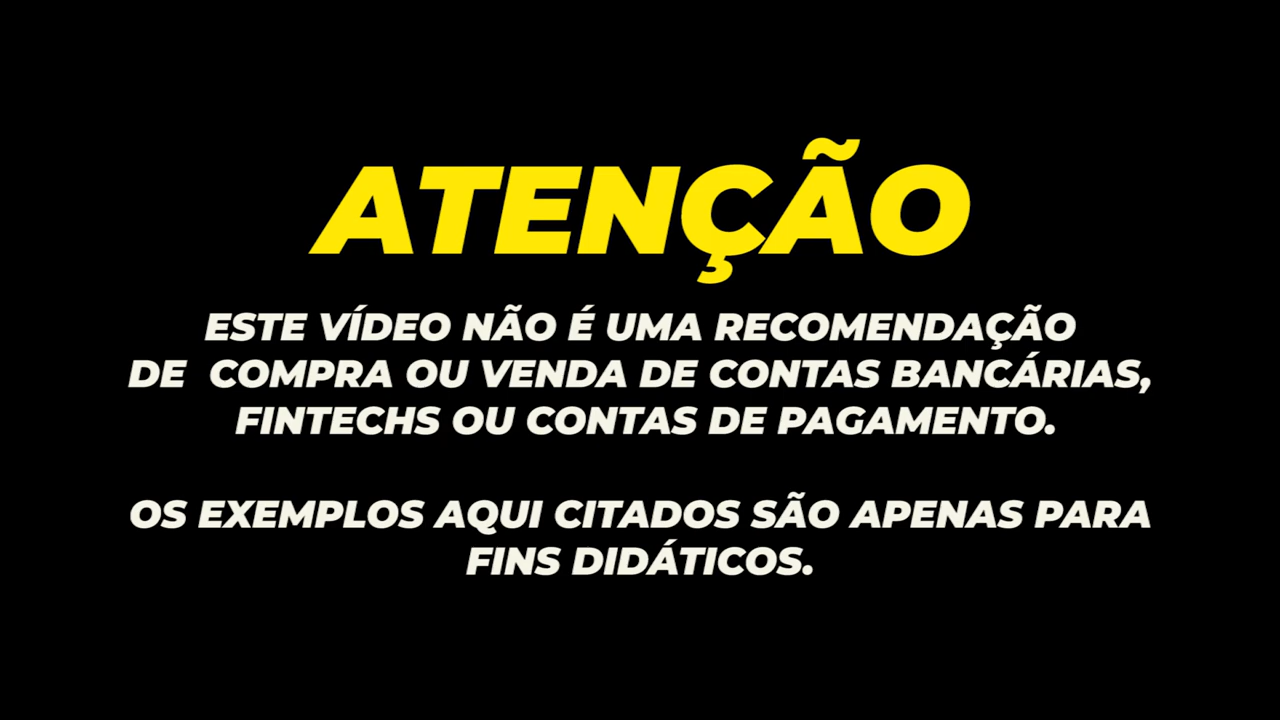 ATENÇÃO
ESTE VÍDEO NÃO É UMA RECOMENDAÇÃO
DE COMPRA OU VENDA DE CONTAS BANCÁRIAS,
FINTECHS OU CONTAS DE PAGAMENTO.
OS EXEMPLOS AQUI CITADOS SÃO APENAS PARA
FINS DIDÁTICOS.